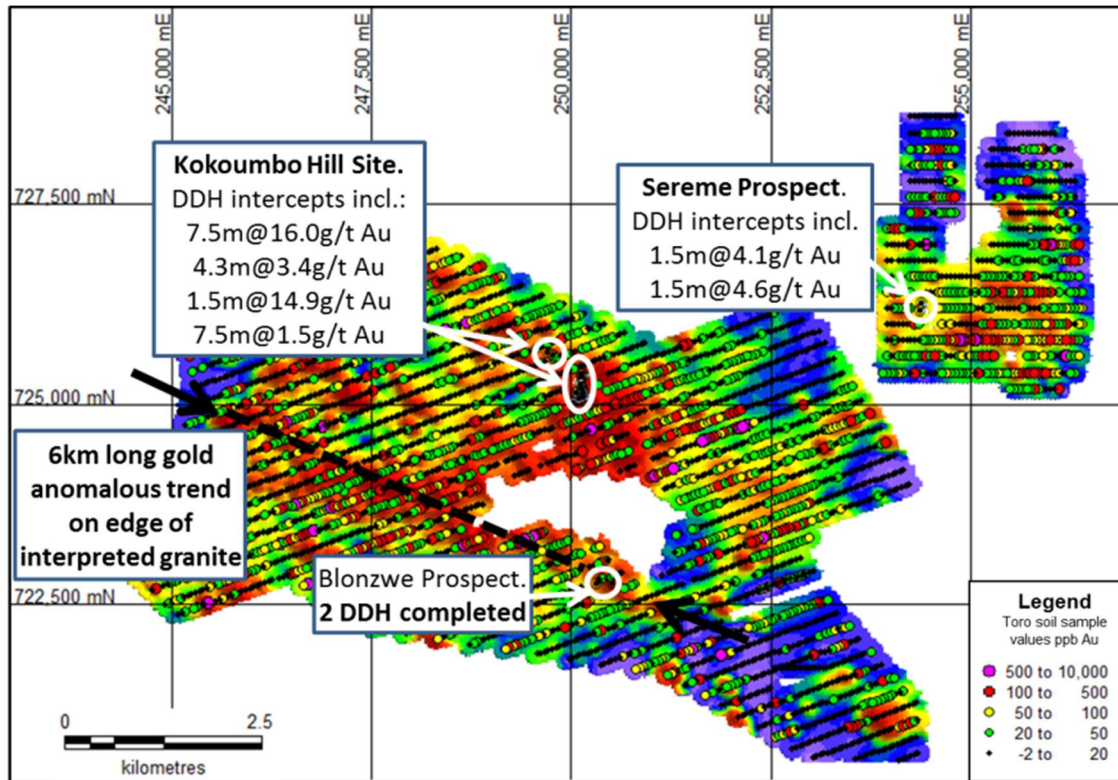 245,000 mE
247,500 mE
250,000 mE
252,500 mE
255,000 mE
Kokoumbo Hill Site.
DDH intercepts incl.:
7.5m@16.0g/t Au
4.3m@3.4g/t Au
1.5m@14.9g/t Au
7.5m@1.5g/t Au
Sereme Prospect.
DDH intercepts incl.
1.5m@4.1g/t Au
1.5m@4.6g/t Au
727,500 mN
725,000 mN
6km long gold
anomalous trend
on edge of
interpreted granite
Blonzwe Prospect.
2 DDH completed
722,500 mN
0 2.5
kilometres
Legend
Toro soil sample
values ppb Au
500 to 10,000
100 to 500
50 to 100
20 to 50
-2 to 20